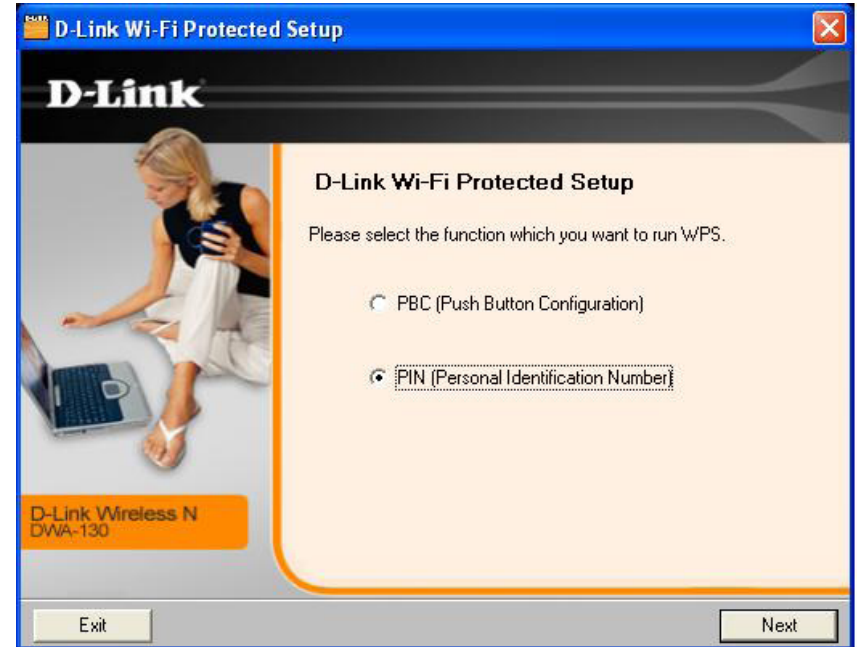 D-Link Wi-Fi Protected Setup
D-Link
D-Link Wi-Fi Protected Setup
Please select the function which you want to run WPS.
PBC (Push Button Configuration)
PIN (Personal Identification Number)
D-Link Wireless N
DWA-130
Exit
Next